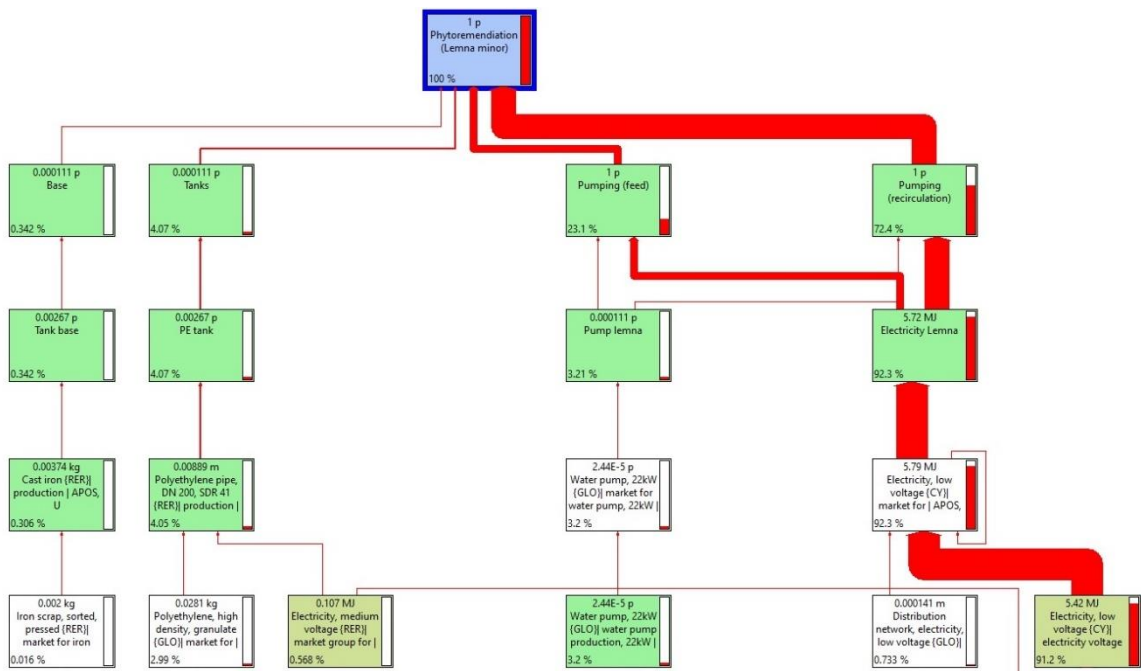 1 p
Phytoremendiation
(Lemna minor)
100 %
0.000111 p
Base
0.342 %
0.000111 p
Tanks
4.07 %
1 p
Pumping (feed)
23.1 %
1 p
Pumping
(recirculation)
72.4 %
0.00267 p
Tank base
0.342 %
0.00267 p
PE tank
4.07 %
0.000111 p
Pump lemna
3.21 %
5.72 MJ
Electricity Lemna
92.3 %
0.00374 kg
Cast iron {RER}|
production | APOS,
U
0.306 %
0.00889 m
Polyethylene pipe,
DN 200, SDR 41
{RER}| production |
4.05 %
2.44E-5 p
Water pump, 22kW
{GLO}| market for
water pump, 22kW |
3.2 %
5.79 MJ
Electricity, low
voltage {CY}|
market for | APOS,
92.3 %
0.002 kg
Iron scrap, sorted,
pressed {RER}|
market for iron
0.016 %
0.0281 kg
Polyethylene, high
density, granulate
{GLO}| market for |
2.99 %
0.107 MJ
Electricity, medium
voltage {RER}|
market group for |
0.568 %
2.44E-5 p
Water pump, 22kW
{GLO}| water pump
production, 22kW |
3.2 %
0.000141 m
Distribution
network, electricity,
low voltage {GLO}|
0.733 %
5.42 MJ
Electricity, low
voltage {CY}|
electricity voltage
91.2 %